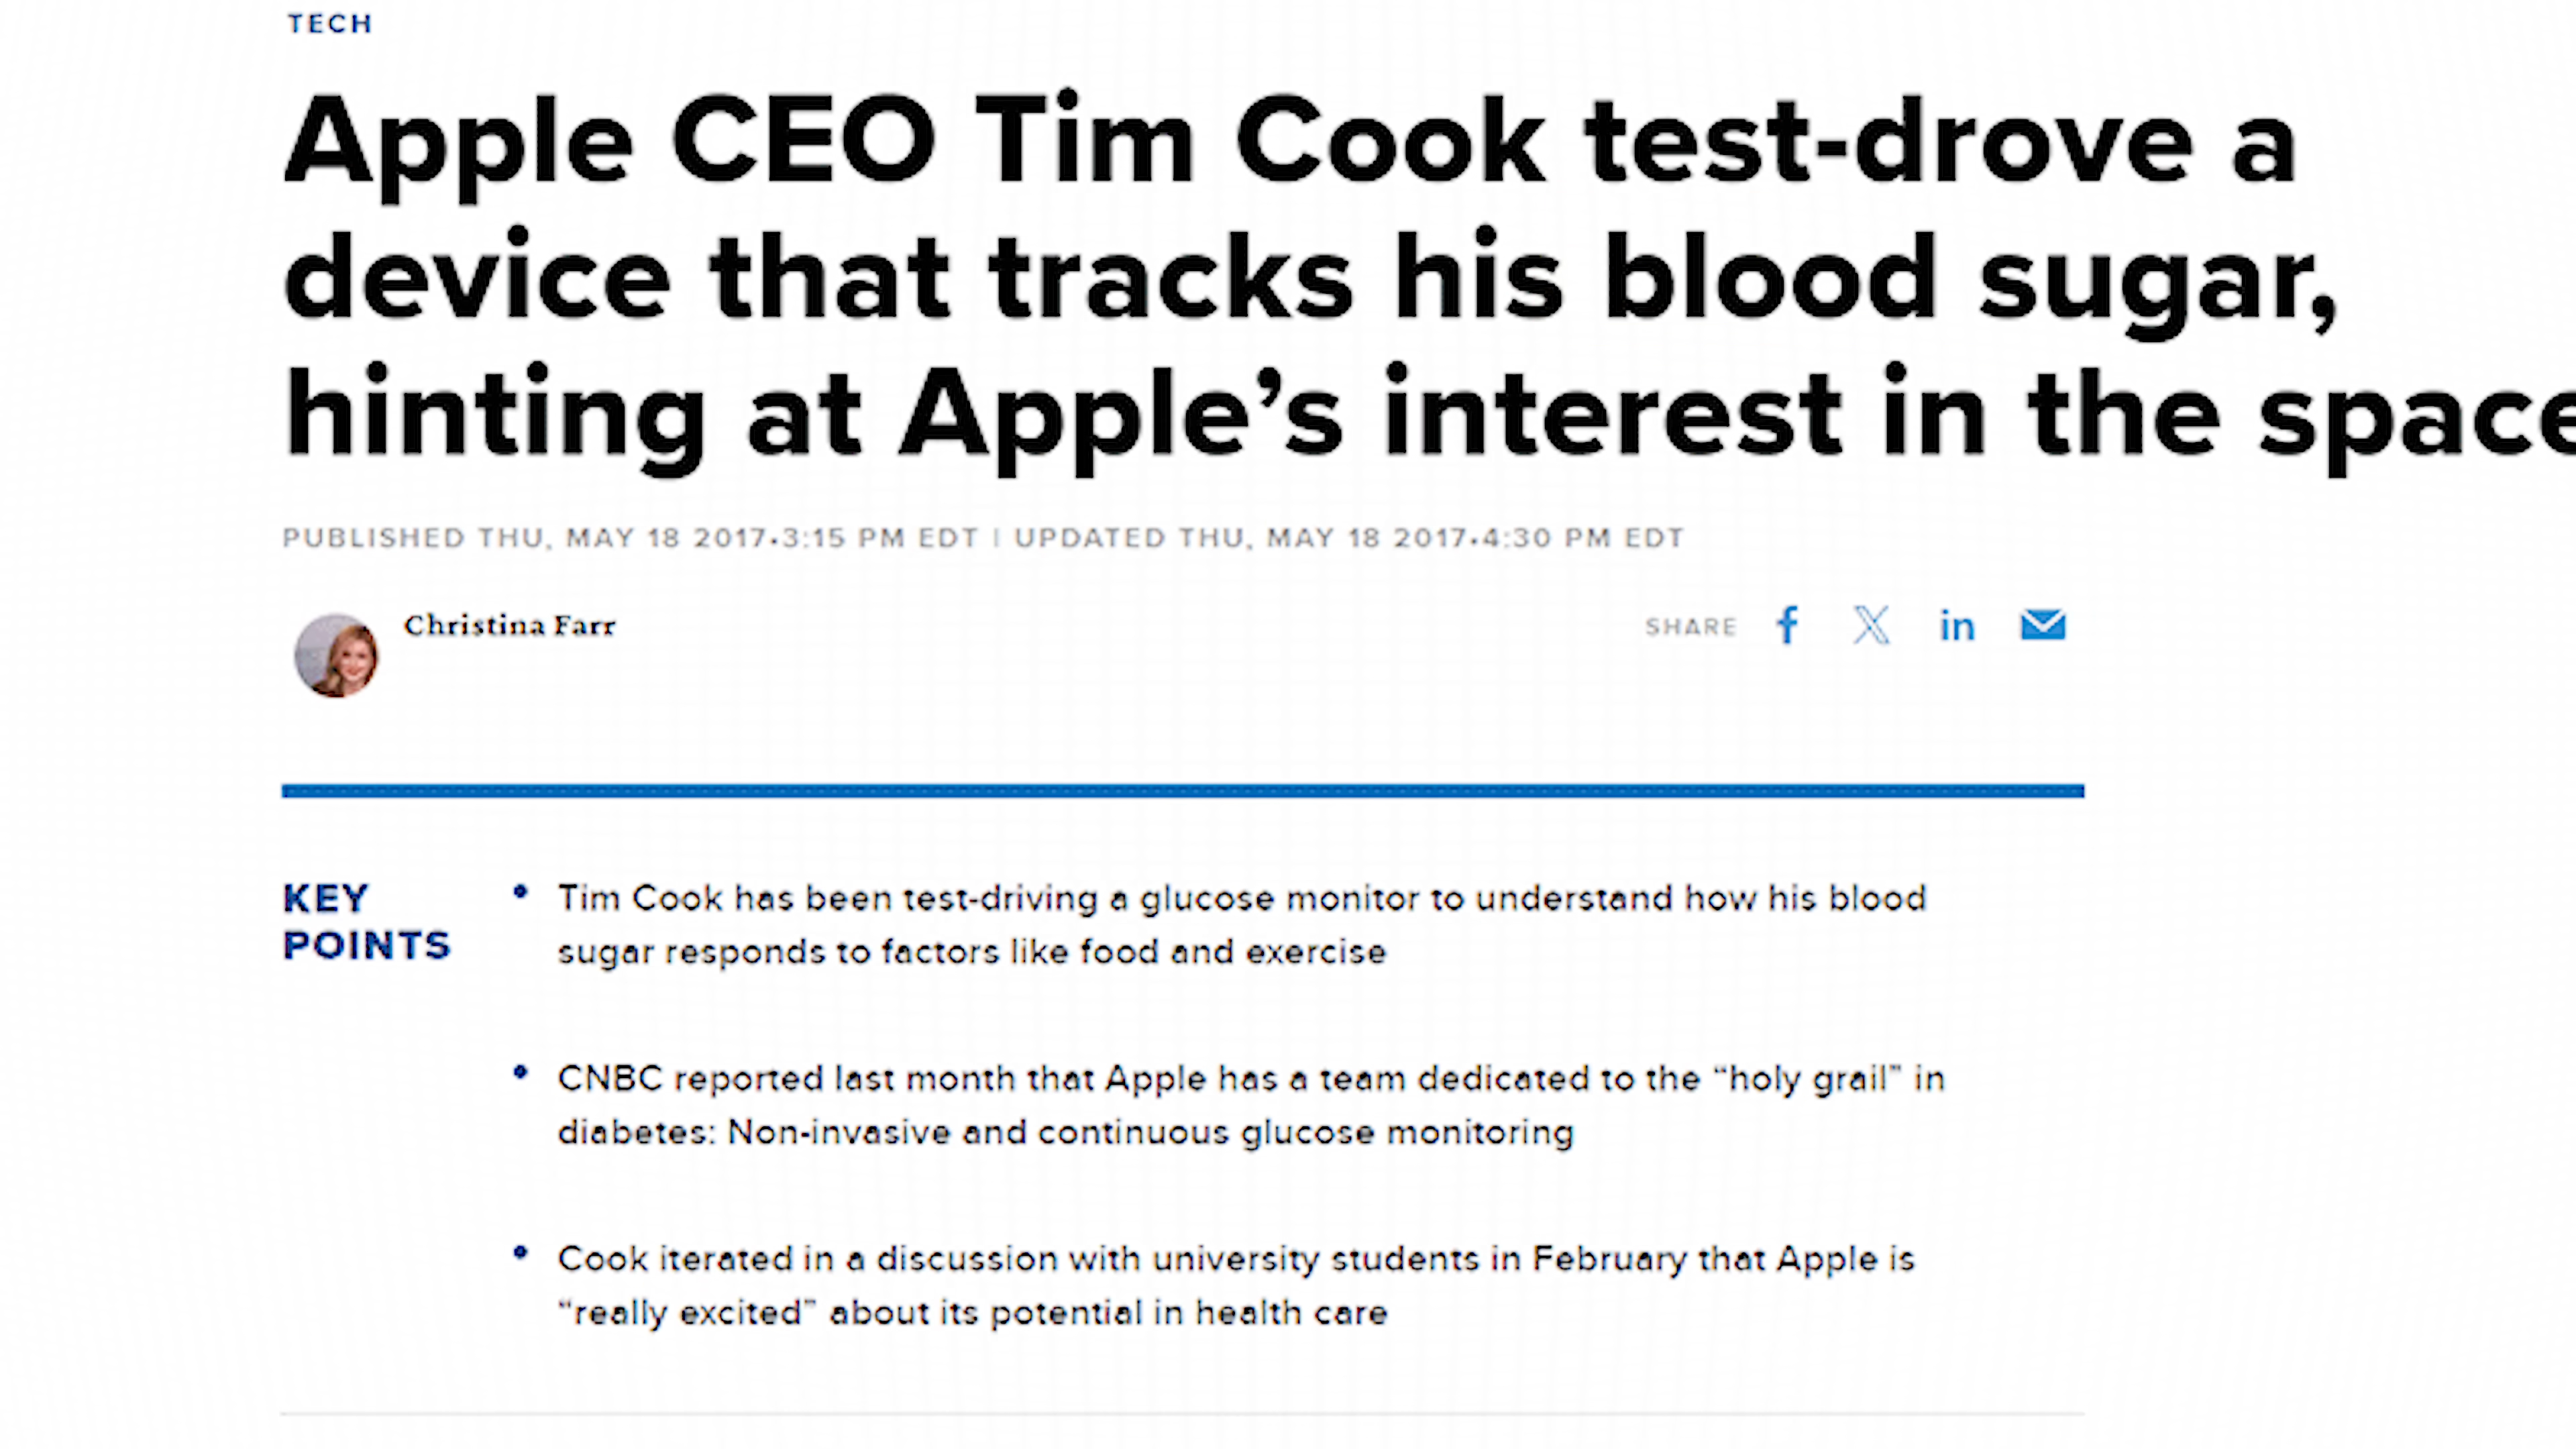 TECH
Apple CEO Tim Cook test-drove a
device that tracks his blood sugar,
hinting at Apple’s interest in the space
PUBLISHED THU, MAY 18 2017•3:15 PM EDT | UPDATED THU, MAY 18 2017•4:30 PM EDT
Christina Farr
SHARE f X in
KEY
POINTS
• Tim Cook has been test-driving a glucose monitor to understand how his blood
sugar responds to factors like food and exercise
• CNBC reported last month that Apple has a team dedicated to the “holy grail” in
diabetes: Non-invasive and continuous glucose monitoring
• Cook iterated in a discussion with university students in February that Apple is
“really excited” about its potential in health care